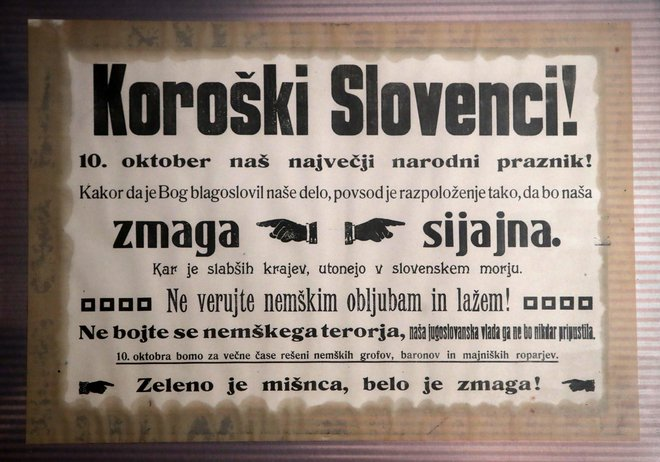 Koroški Slovenci!
10. oktober naš največji narodni praznik!
Kakor da je Bog blagoslovil naše delo, povsod je razpoloženje tako, da bo naša
zmaga sijajna.
Kar je slabših krajev, utonejo v slovenskem morju.
Ne verujte nemškim obljubam in lažem!
Ne bojte se nemškega terorja, naša jugoslovanska vlada ga ne bo nikdar pripustila.
10. oktobra bomo za večne čase rešeni nemških grofov, baronov in majniških roparjev.
Zeleno je mišnca, belo je zmaga!